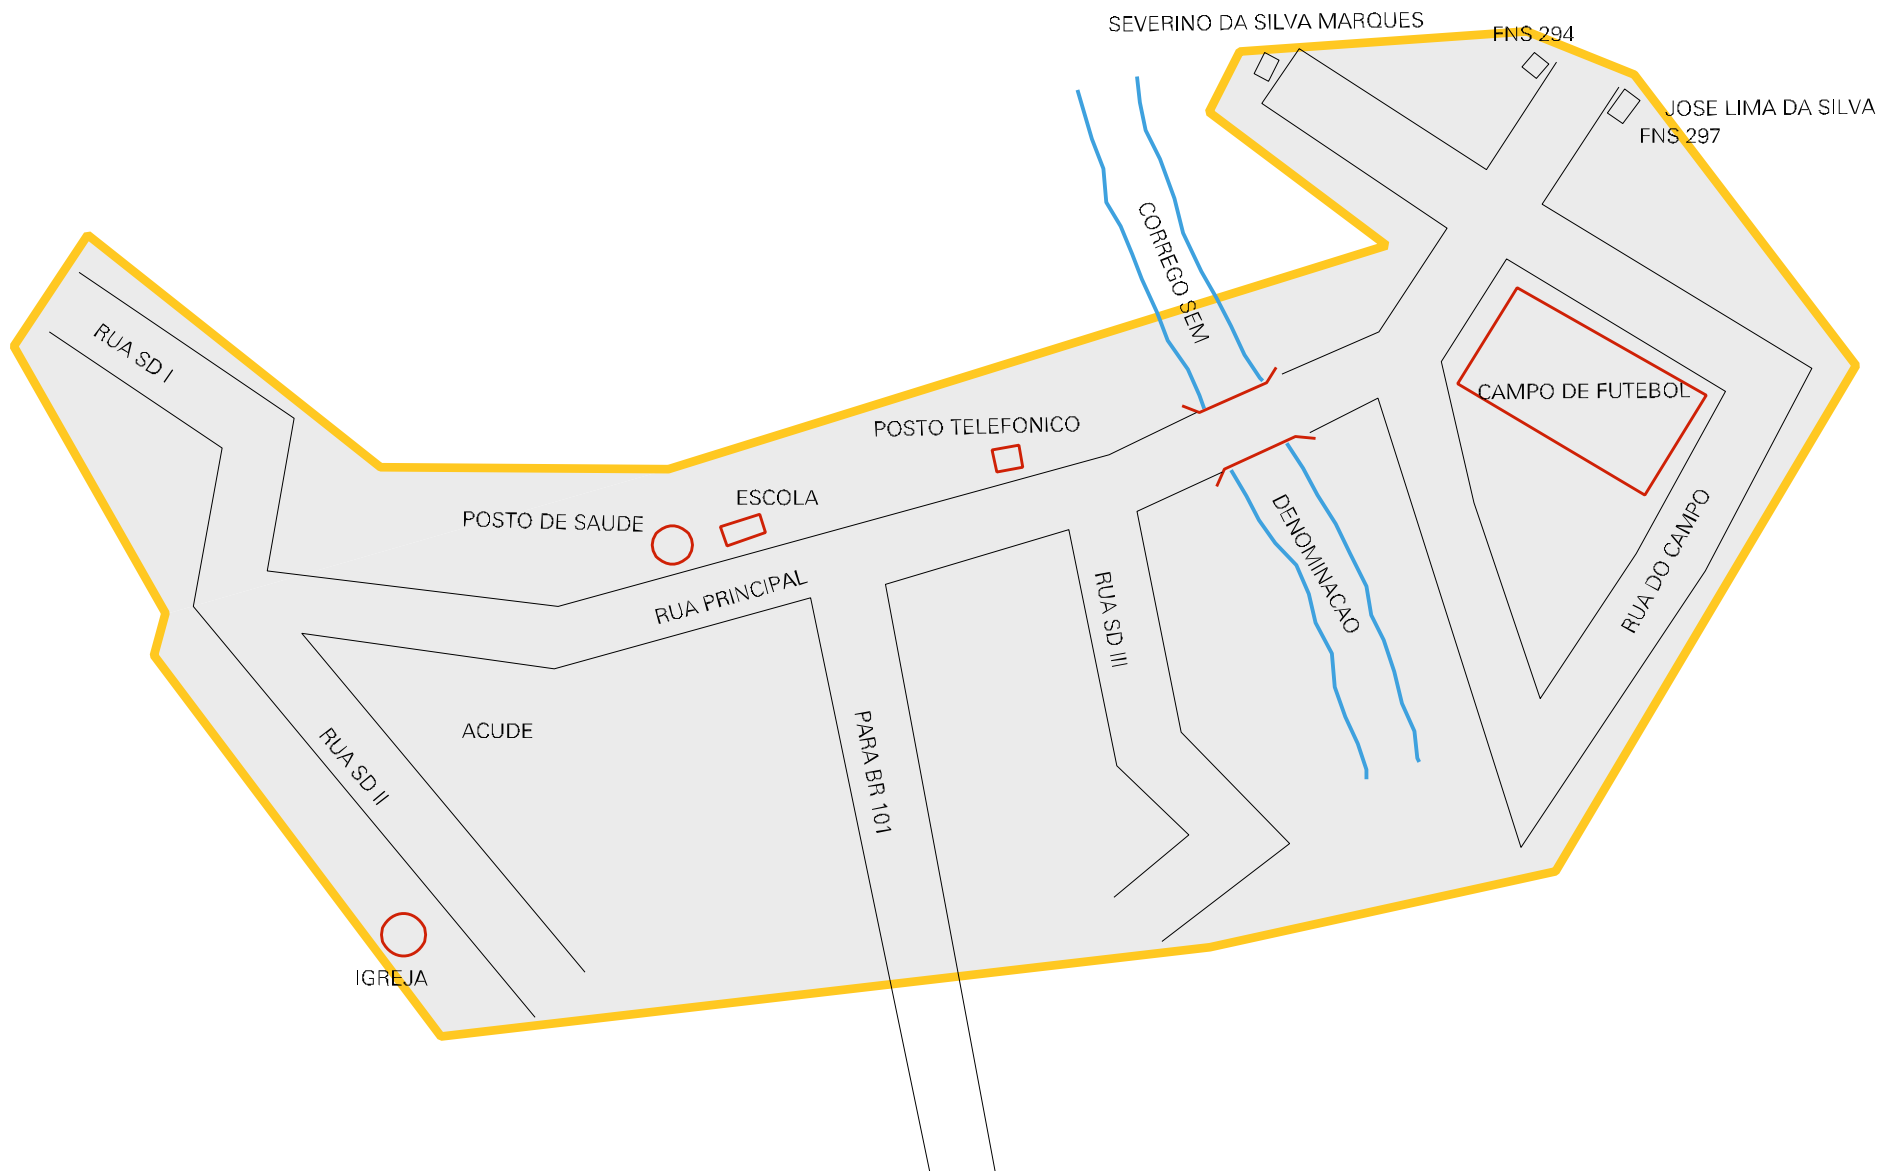 SEVERINO DA SILVA MARQUES
FNS 294
JOSE LIMA DA SILVA
FNS 297
CORREGO SEM
RUA SD I
CAMPO DE FUTEBOL
POSTO TELEFONICO
ESCOLA
POSTO DE SAUDE
DENOMINACAO
RUA DO CAMPO
RUA PRINCIPAL
RUA SD III
ACUDE
RUA SD II
PARA BR 101
IGREJA